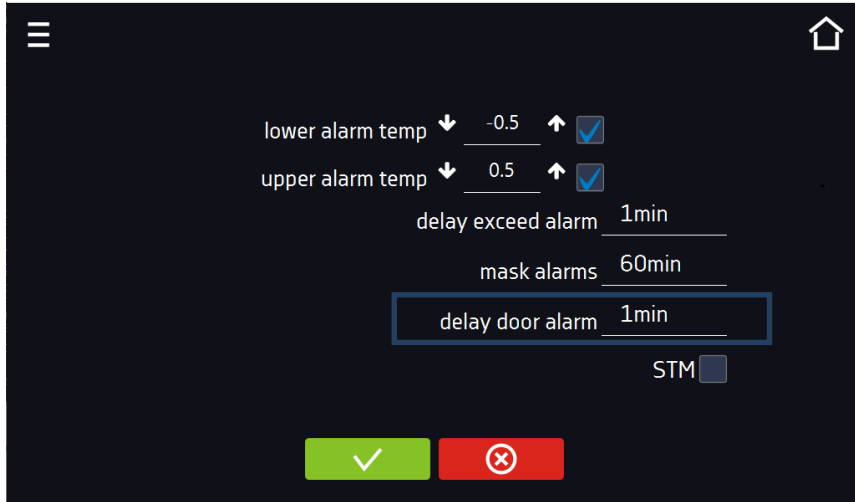 lower alarm temp -0.5
upper alarm temp 0.5
delay exceed alarm 1min
mask alarms 60min
delay door alarm 1min
STM